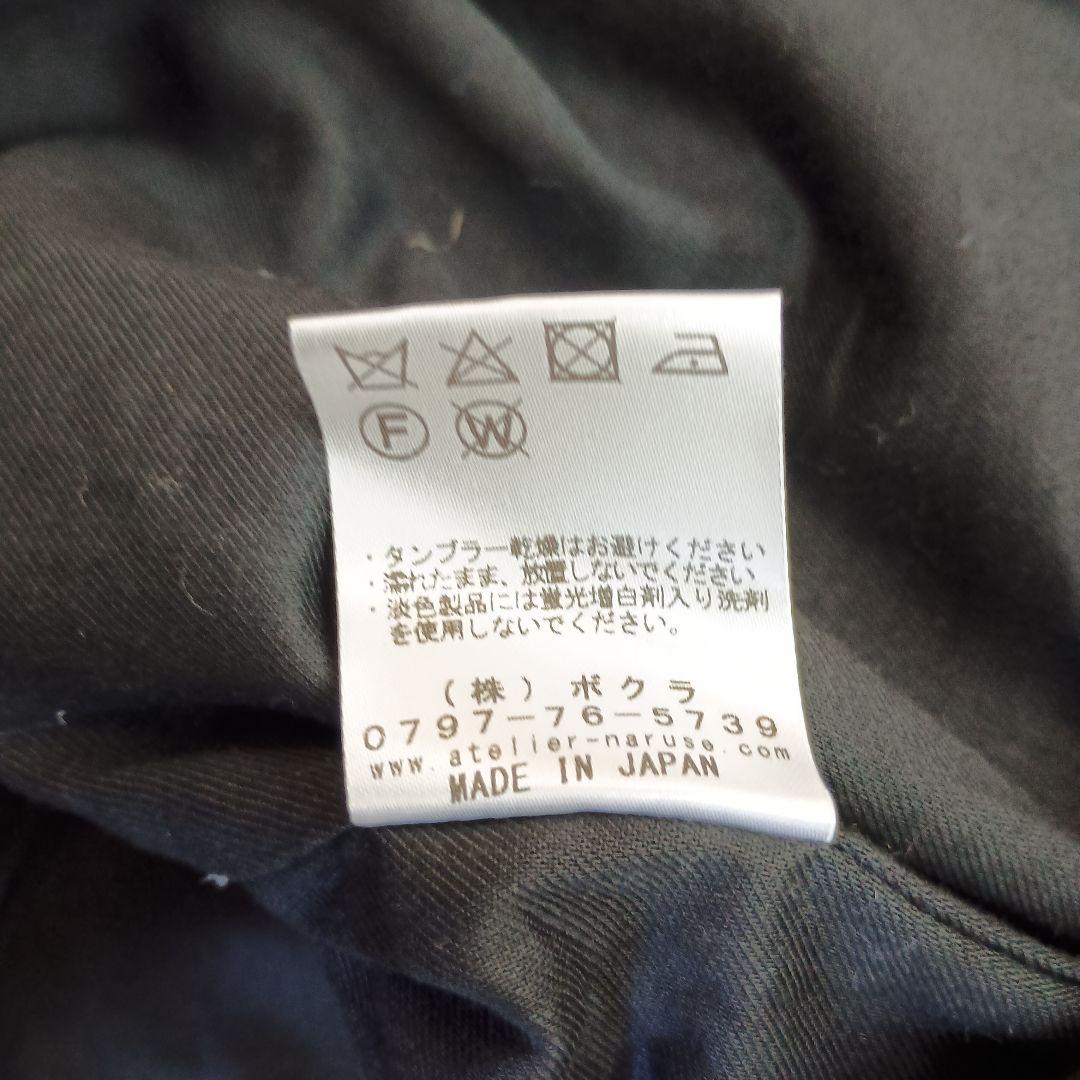 F W
・タンブラー乾燥はお避けください
・濡れたまま、放置しないでください
・淡色製品には蛍光増白剤入り洗剤
を使用しないでください。
(株)ボクラ
0797-76-5739
www.atelier-naruse.com
MADE IN JAPAN